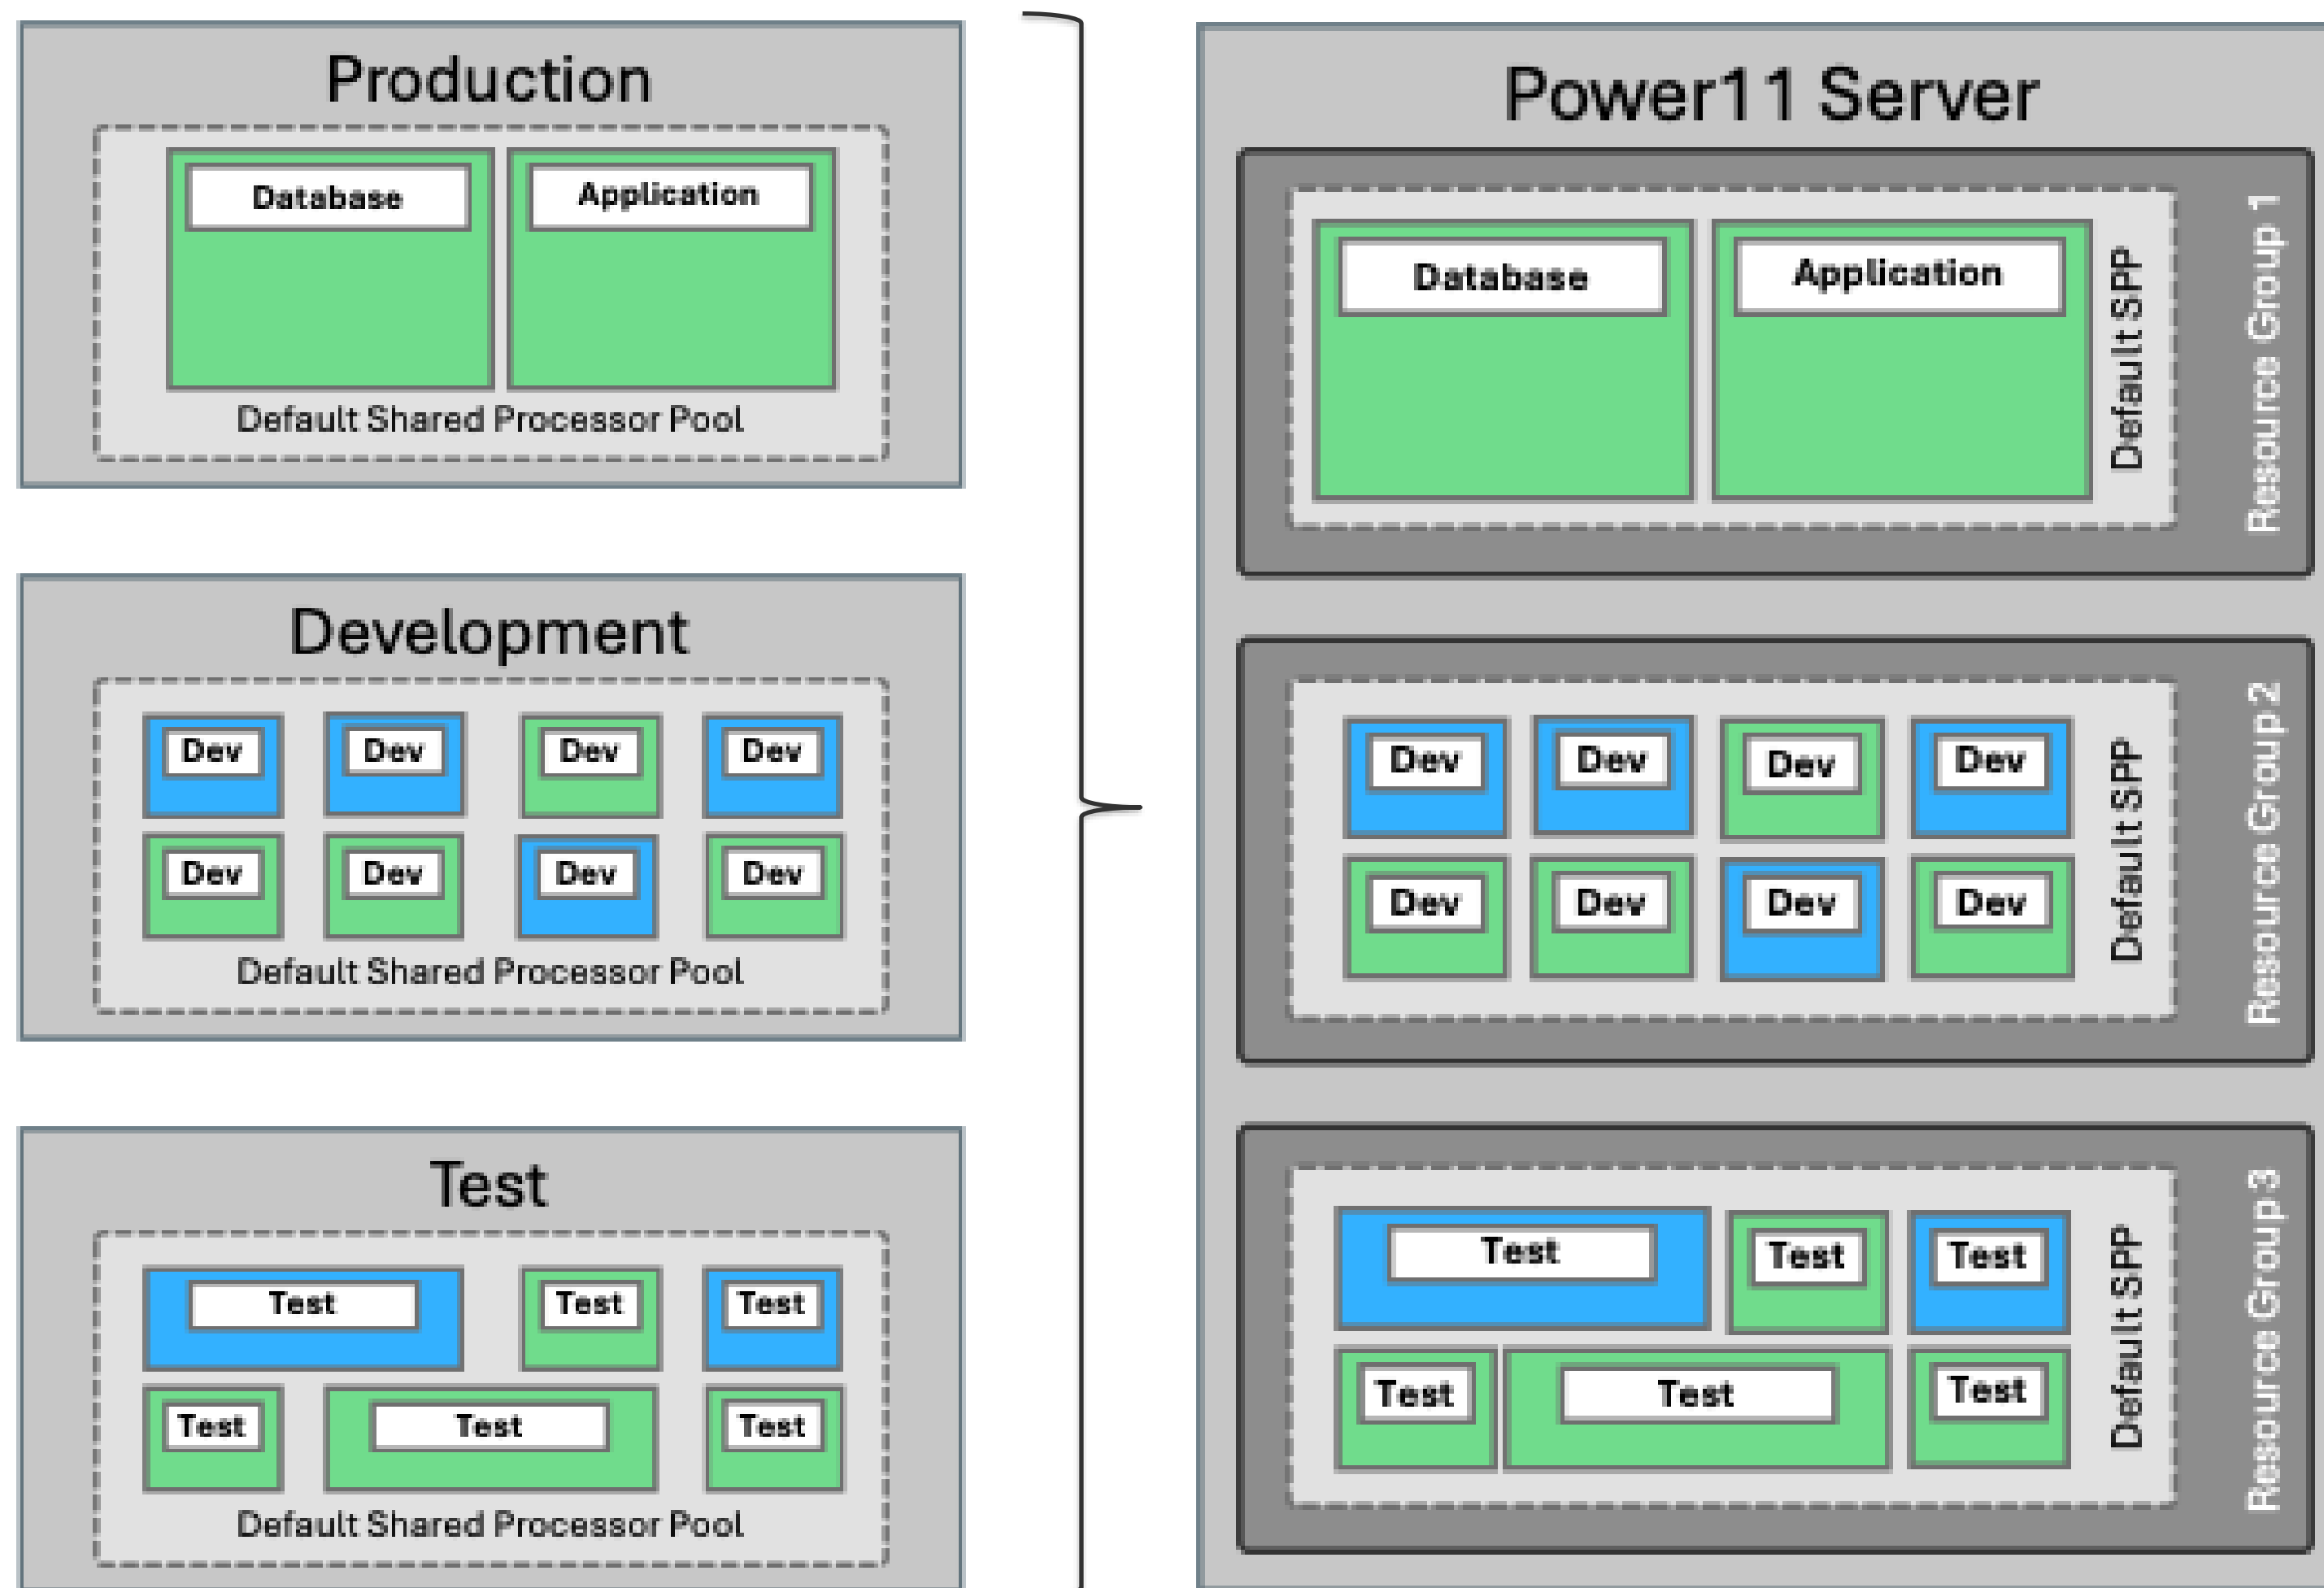 Production
Database
Application
Default Shared Processor Pool
Development
Dev
Dev
Dev
Dev
Dev
Dev
Dev
Dev
Default Shared Processor Pool
Test
Test
Test
Test
Test
Test
Test
Default Shared Processor Pool
Power11 Server
Database
Application
Default SPP
Resource Group 1
Dev
Dev
Dev
Dev
Dev
Dev
Dev
Dev
Default SPP
Resource Group 2
Test
Test
Test
Test
Test
Test
Default SPP
Resource Group 3